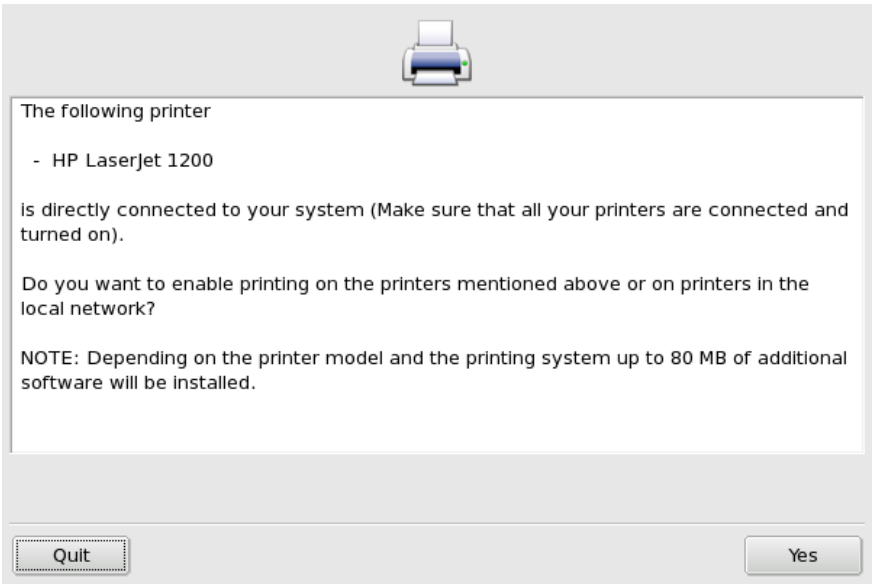 The following printer
- HP LaserJet 1200
is directly connected to your system (Make sure that all your printers are connected and
turned on).
Do you want to enable printing on the printers mentioned above or on printers in the
local network?
NOTE: Depending on the printer model and the printing system up to 80 MB of additional
software will be installed.
Quit
Yes